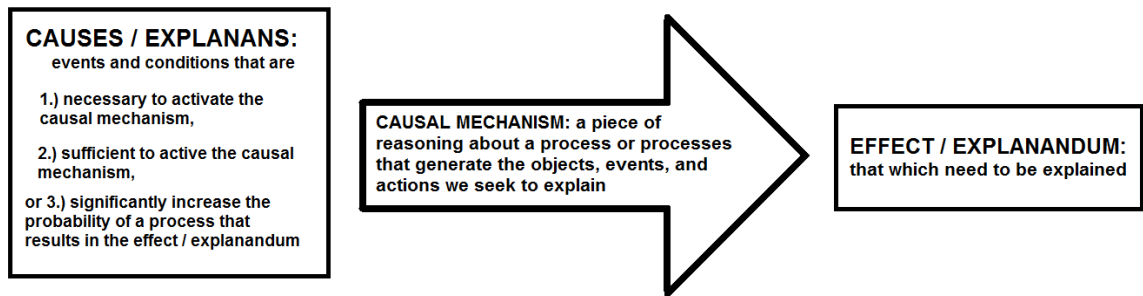 CAUSES / EXPLANANS:
events and conditions that are
1.) necessary to activate the
causal mechanism,
2.) sufficient to active the causal
mechanism,
or 3.) significantly increase the
probability of a process that
results in the effect / explanandum
CAUSAL MECHANISM: a piece of
reasoning about a process or processes
that generate the objects, events, and
actions we seek to explain
EFFECT / EXPLANANDUM:
that which need to be explained